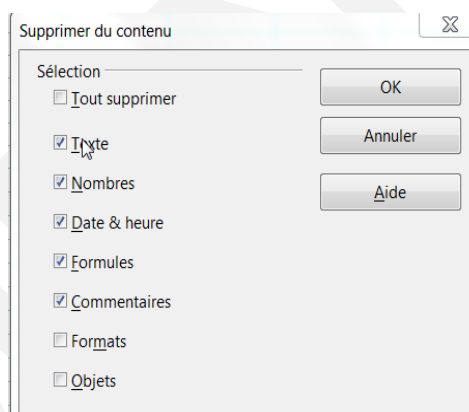 Supprimer du contenu
Sélection
OK
Tout supprimer
Annuler
Texte
Nombres
Aide
Date & heure
Formules
Commentaires
Formats
Objets